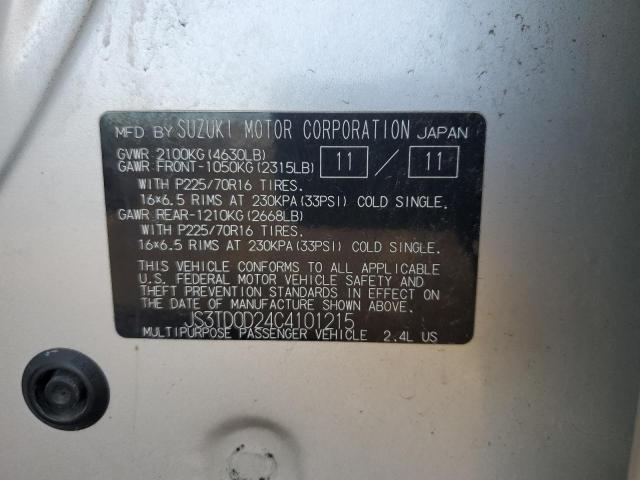 MFD BY SUZUKI MOTOR CORPORATION JAPAN
GVWR 2100KG(4630LB)
GAWR FRONT-1050KG(2315LB) 11 / 11
WITH P225/70R16 TIRES.
16×6.5 RIMS AT 230KPA(33PSI) COLD SINGLE.
GAWR REAR-1210KG(2668LB)
WITH P225/70R16 TIRES.
16×6.5 RIMS AT 230KPA(33PSI) COLD SINGLE.
THIS VEHICLE CONFORMS TO ALL APPLICABLE
U.S. FEDERAL MOTOR VEHICLE SAFETY AND
THEFT PREVENTION STANDARDS IN EFFECT ON
THE DATE OF MANUFACTURE SHOWN ABOVE.
JS3TD0D24C4101215
MULTIPURPOSE PASSENGER VEHICLE 2.4L US